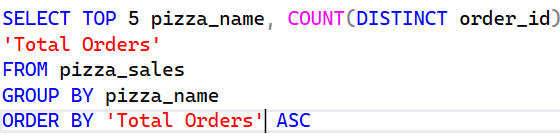 SELECT TOP 5 pizza_name, COUNT(DISTINCT order_id)
'Total Orders'
FROM pizza_sales
GROUP BY pizza_name
ORDER BY 'Total Orders' ASC